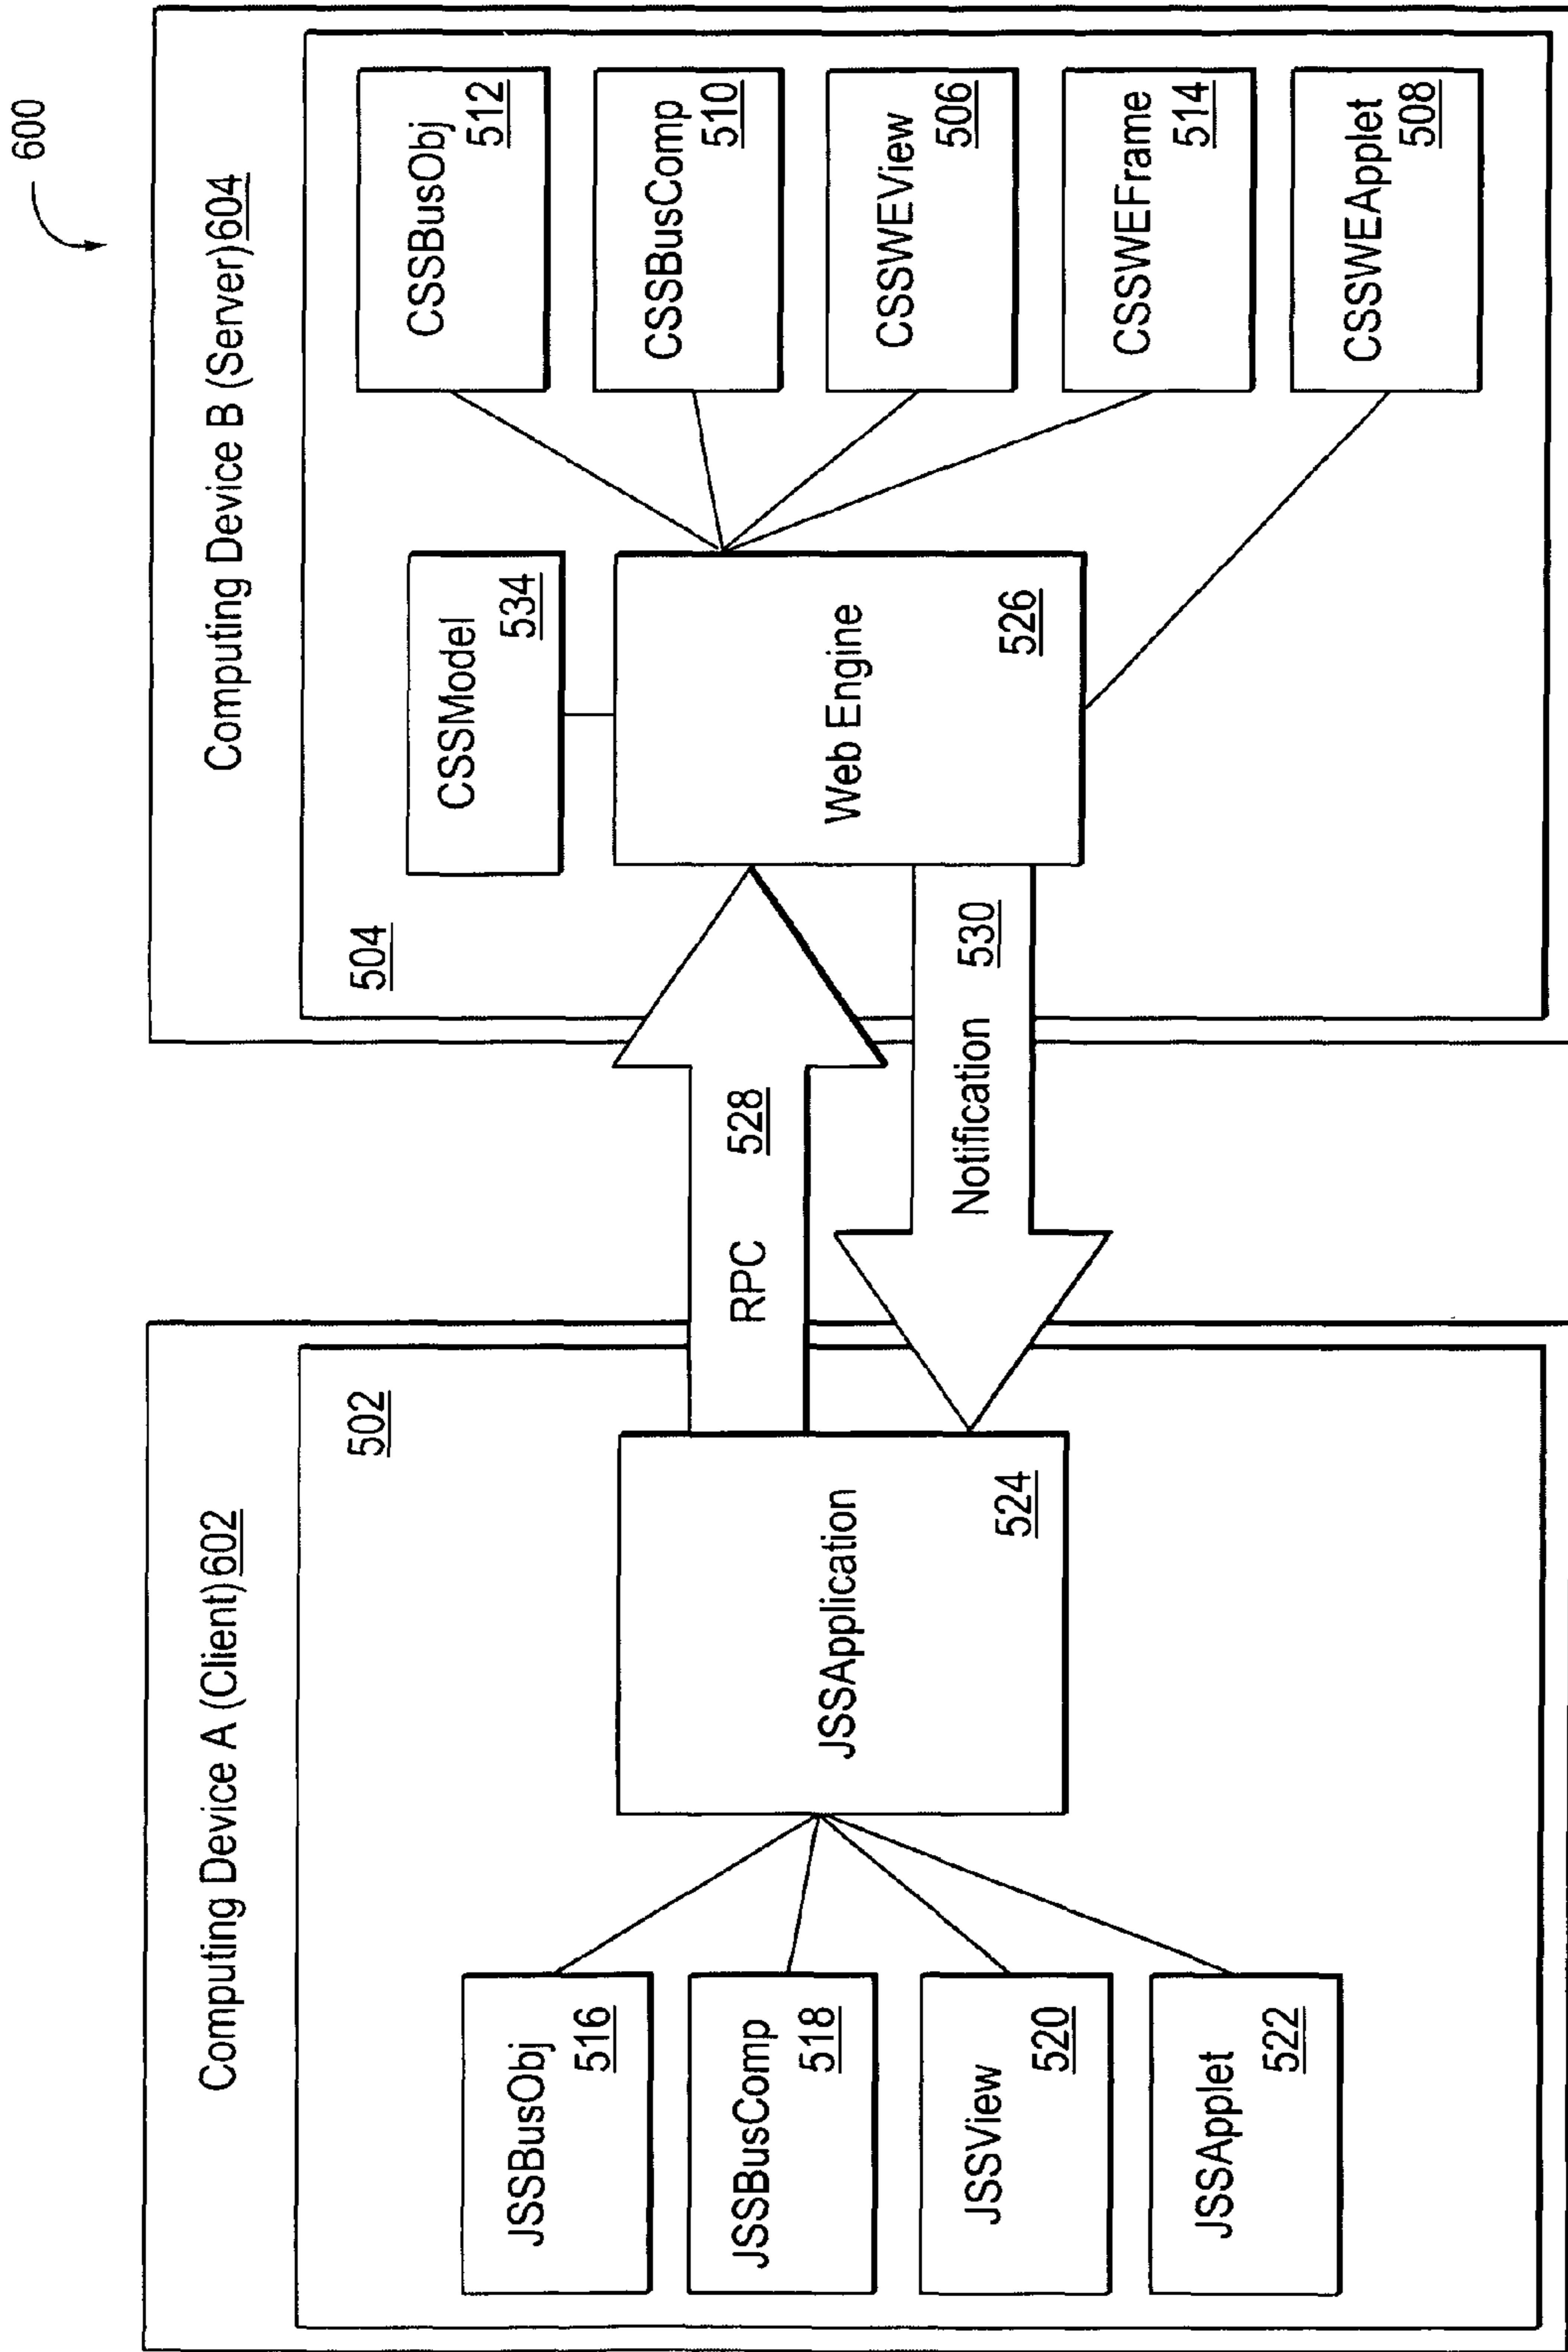 600
Computing Device A (Client) 602
502
JSSBusObj
516
JSSBusComp
518
JSSView
520
JSSApplet
522
JSSApplication
524
RPC 528
Notification 530
Computing Device B (Server) 604
504
CSSModel
534
Web Engine
526
CSSBusObj
512
CSSBusComp
510
CSSWEView
506
CSSWEFrame
514
CSSWEApplet
508